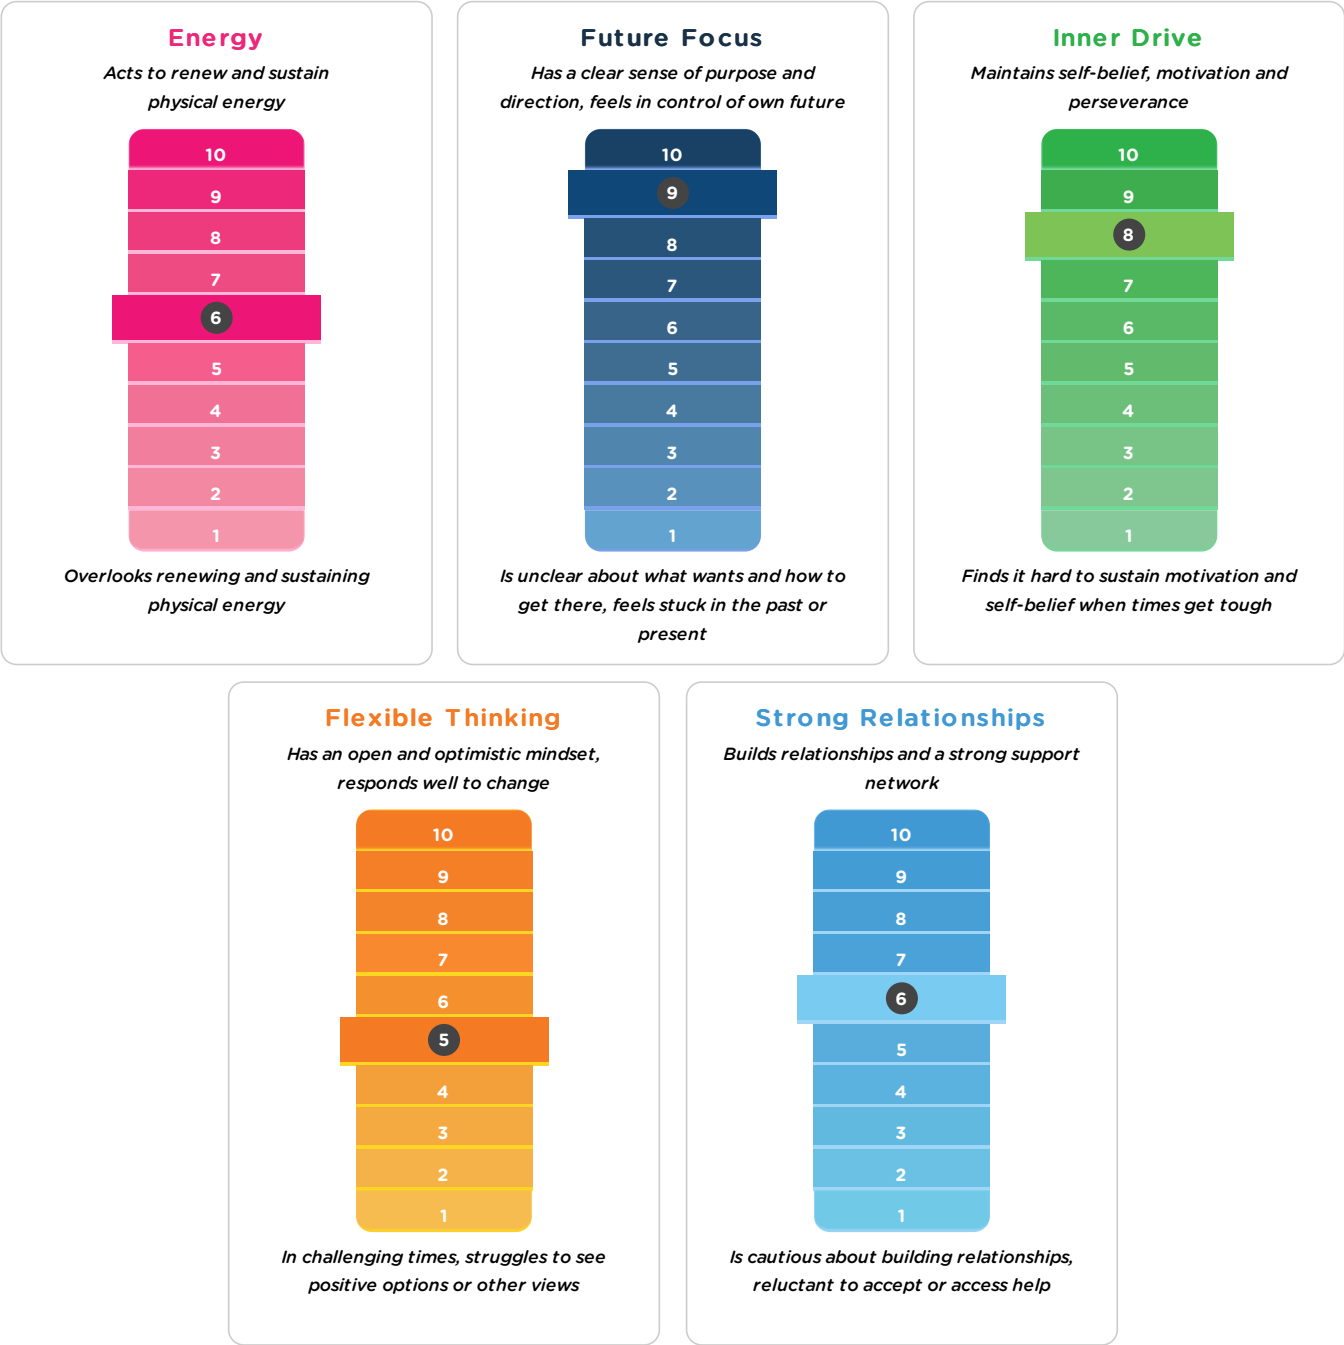 Energy
Acts to renew and sustain
physical energy
10
9
8
7
6
5
4
3
2
1
Overlooks renewing and sustaining
physical energy
Future Focus
Has a clear sense of purpose and
direction, feels in control of own future
10
9
8
7
6
5
4
3
2
1
Is unclear about what wants and how to
get there, feels stuck in the past or
present
Inner Drive
Maintains self-belief, motivation and
perseverance
10
9
8
7
6
5
4
3
2
1
Finds it hard to sustain motivation and
self-belief when times get tough
Flexible Thinking
Has an open and optimistic mindset,
responds well to change
10
9
8
7
6
5
4
3
2
1
In challenging times, struggles to see
positive options or other views
Strong Relationships
Builds relationships and a strong support
network
10
9
8
7
6
5
4
3
2
1
Is cautious about building relationships,
reluctant to accept or access help